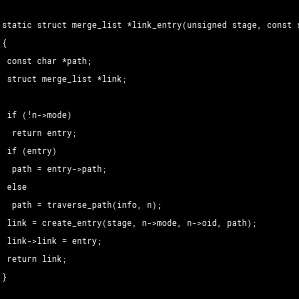 static struct merge_list *link_entry(unsigned stage, const
{
const char *path;
struct merge_list *link;
if (!n->mode)
return entry;
if (entry)
path = entry->path;
else
path = traverse_path(info, n);
link = create_entry(stage, n->mode, n->oid, path);
link->link = entry;
return link;
}